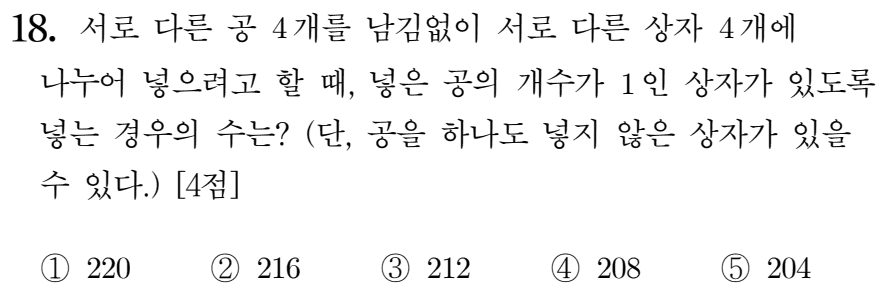 18. 서로 다른 공 4개를 남김없이 서로 다른 상자 4개에
나누어 넣으려고 할 때, 넣은 공의 개수가 1인 상자가 있도록
넣는 경우의 수는? (단, 공을 하나도 넣지 않은 상자가 있을
수 있다.) [4점]
① 220 ② 216 ③ 212 ④ 208 ⑤ 204